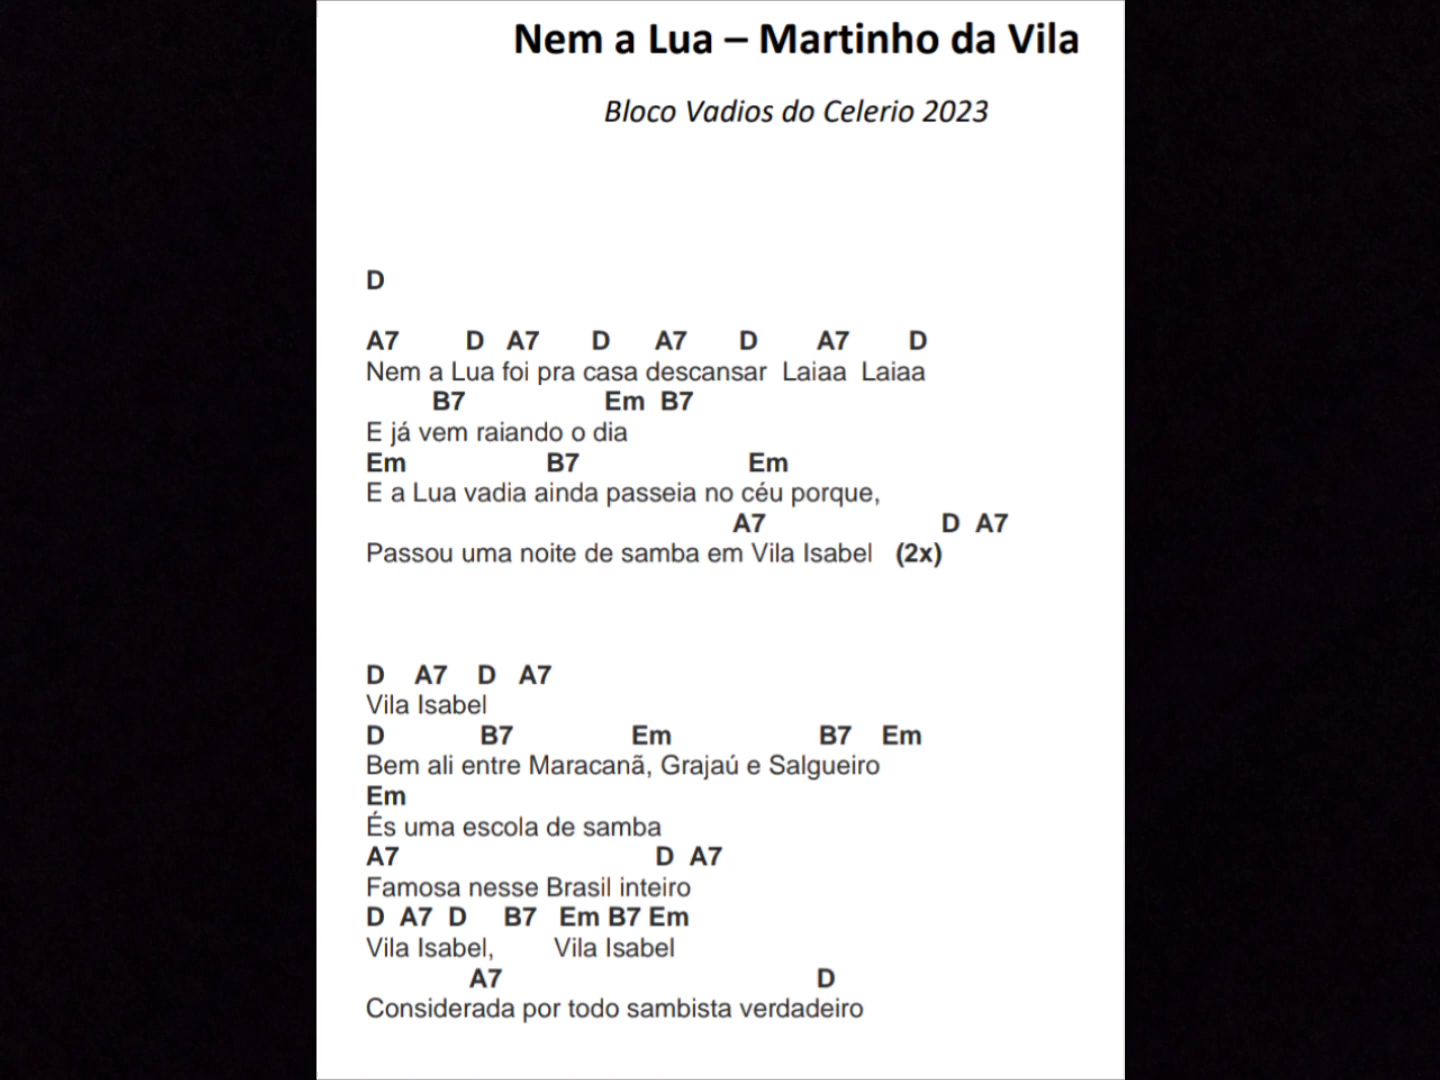 Nem a Lua – Martinho da Vila
Bloco Vadios do Celerio 2023
D
A7 D A7 D A7 D A7 D
Nem a Lua foi pra casa descansar Laiaa Laiaa
B7 Em B7
E já vem raiando o dia
Em B7 Em
E a Lua vadia ainda passeia no céu porque,
A7 D A7
Passou uma noite de samba em Vila Isabel (2x)
D A7 D A7
Vila Isabel
D B7 Em B7 Em
Bem ali entre Maracanã, Grajaú e Salgueiro
Em
És uma escola de samba
A7 D A7
Famosa nesse Brasil inteiro
D A7 D B7 Em B7 Em
Vila Isabel, Vila Isabel
A7 D
Considerada por todo sambista verdadeiro